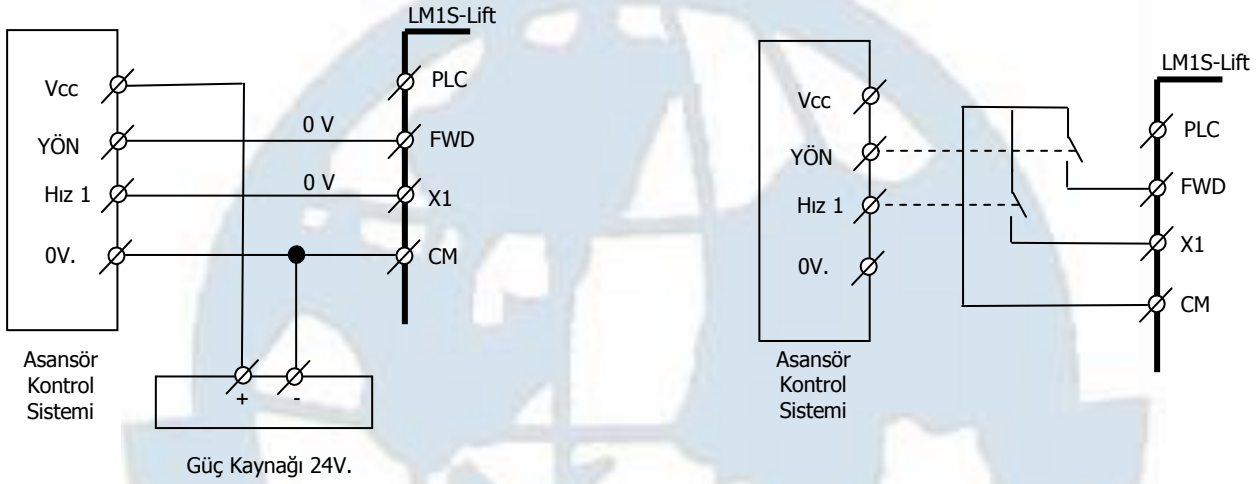 LM1S-Lift
Vcc
YÖN
Hız 1
0V.
0 V
0 V
PLC
FWD
X1
CM
Asansör
Kontrol
Sistemi
+ -
Güç Kaynağı 24V.
LM1S-Lift
Vcc
YÖN
Hız 1
0V.
PLC
FWD
X1
CM
Asansör
Kontrol
Sistemi